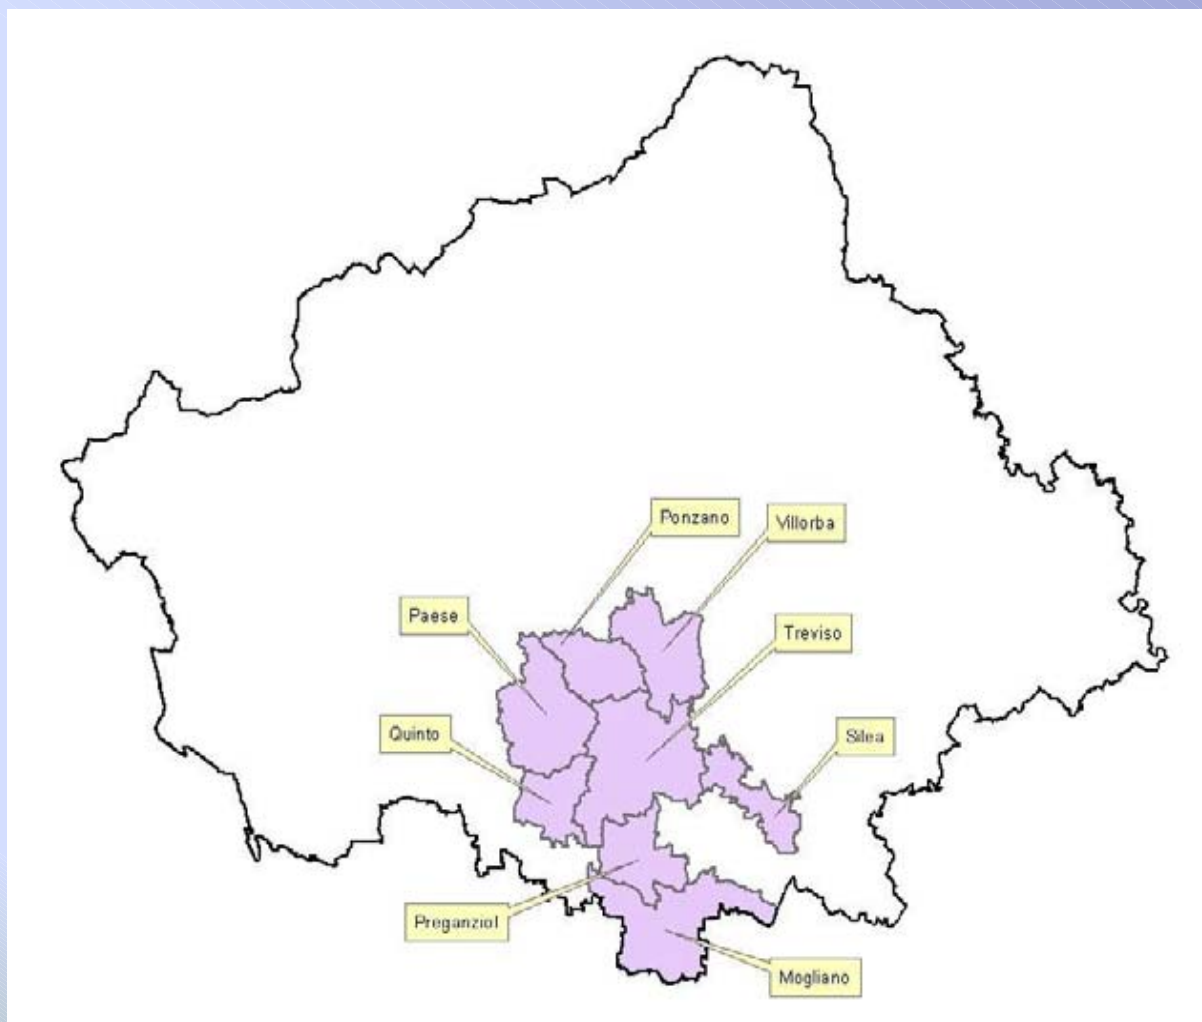 Ponzano
Villorba
Paese
Treviso
Quinto
Silea
Preganziol
Mogliano